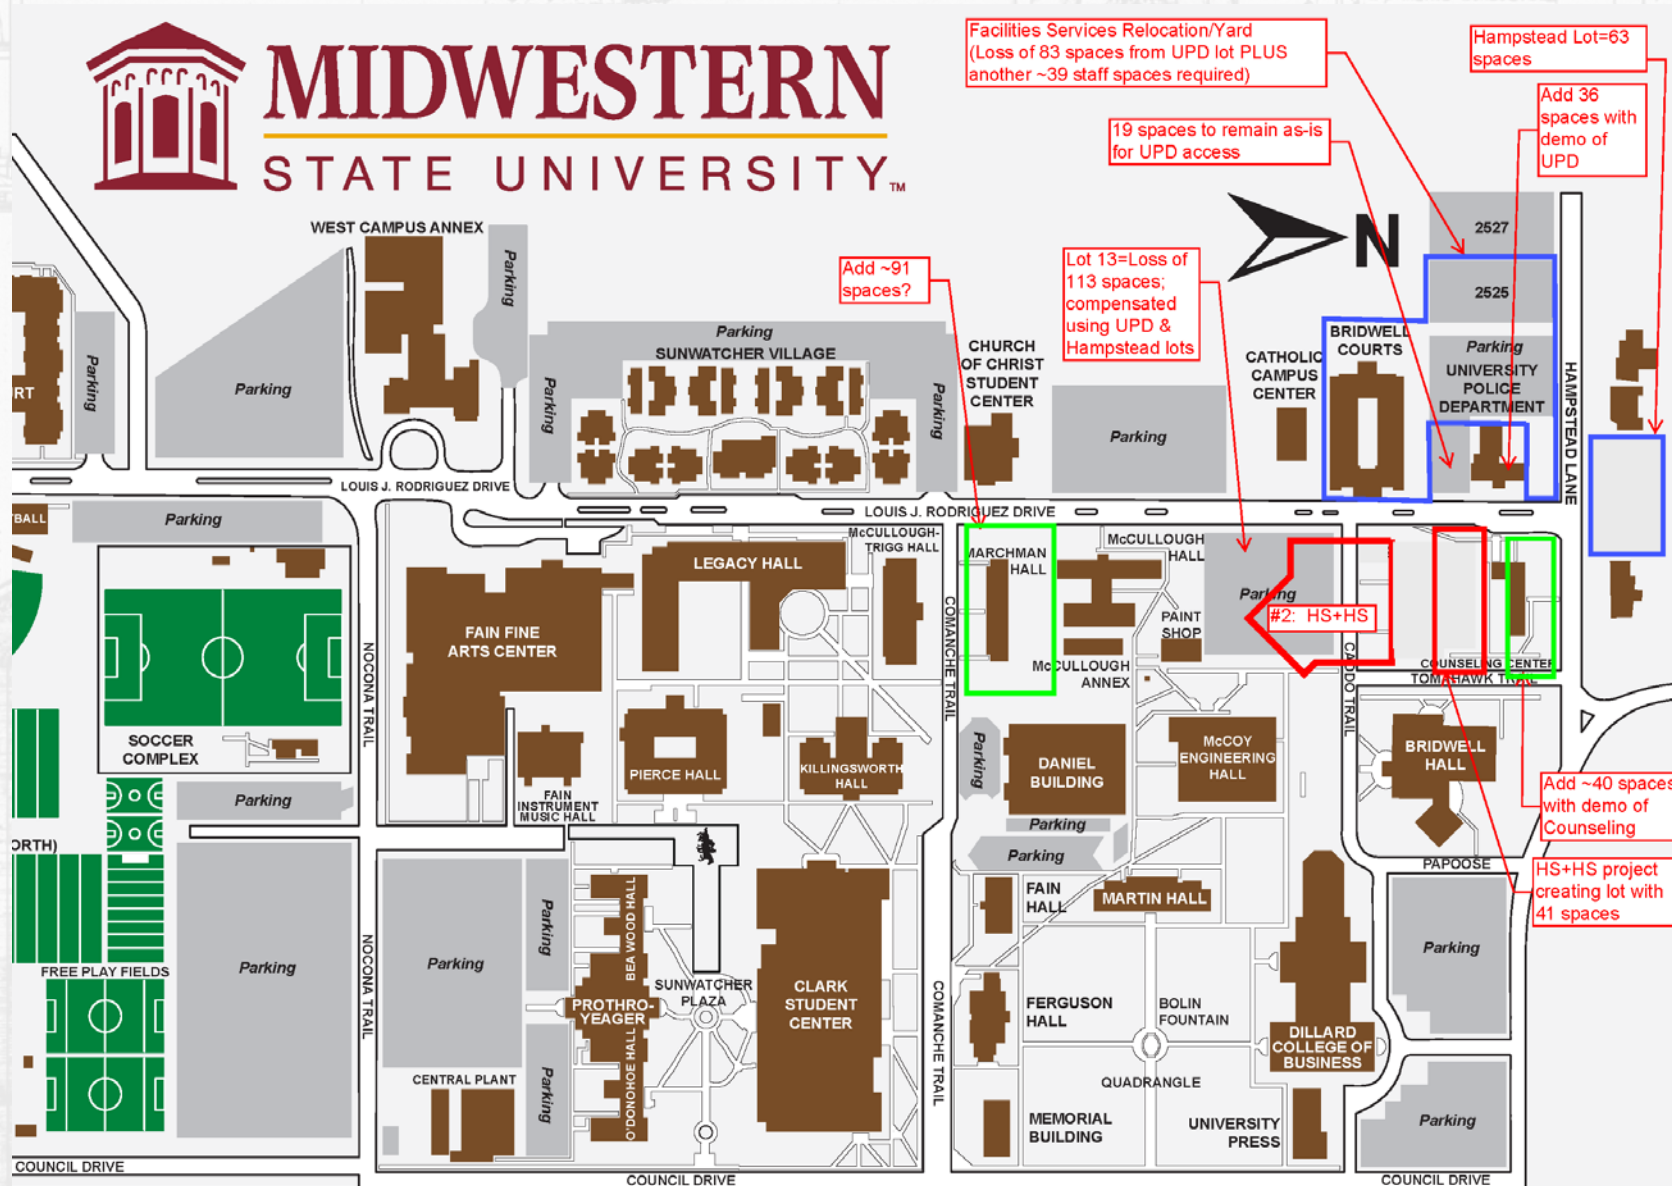 MIDWESTERN
STATE UNIVERSITY™
Facilities Services Relocation/Yard
(Loss of 83 spaces from UPD lot PLUS
another ~39 staff spaces required)
Hampstead Lot=63
spaces
Add 36
spaces with
demo of
UPD
19 spaces to remain as-is
for UPD access
Lot 13=Loss of
113 spaces;
compensated
using UPD &
Hampstead lots
Add ~91
spaces?
N
2527
2525
WEST CAMPUS ANNEX
Parking
Parking
Parking
RT
Parking
SUNWATCHER VILLAGE
Parking
Parking
CHURCH
OF CHRIST
STUDENT
CENTER
Parking
CATHOLIC
CAMPUS
CENTER
BRIDWELL
COURTS
Parking
UNIVERSITY
POLICE
DEPARTMENT
HAMPSTEAD LANE
LOUIS J. RODRIGUEZ DRIVE
LOUIS J. RODRIGUEZ DRIVE
BALL
Parking
LEGACY HALL
McCULLOUGH-
TRIGG HALL
MARCHMAN
HALL
McCULLOUGH
HALL
Parking
#2: HS+HS
PAINT
SHOP
McCULLOUGH
ANNEX
COUNSELING CENTER
TOMAHAWK TRAIL
FAIN FINE
ARTS CENTER
NOCONA TRAIL
COMANCHE TRAIL
CADDO TRAIL
SOCCER
COMPLEX
Parking
FAIN
INSTRUMENT
MUSIC HALL
PIERCE HALL
KILLINGSWORTH
HALL
Parking
DANIEL
BUILDING
McCOY
ENGINEERING
HALL
BRIDWELL
HALL
Add ~40 spaces
with demo of
Counseling
Parking
Parking
PAPOOSE
HS+HS project
creating lot with
41 spaces
ORTH)
FREE PLAY FIELDS
Parking
NOCONA TRAIL
Parking
Parking
BEA WOOD HALL
PROTHRO-
YEAGER
O'DONOHOE HALL
Parking
SUNWATCHER
PLAZA
CLARK
STUDENT
CENTER
COMANCHE TRAIL
FAIN
HALL
MARTIN HALL
FERGUSON
HALL
BOLIN
FOUNTAIN
QUADRANGLE
DILLARD
COLLEGE OF
BUSINESS
Parking
CENTRAL PLANT
MEMORIAL
BUILDING
UNIVERSITY
PRESS
Parking
COUNCIL DRIVE
COUNCIL DRIVE
COUNCIL DRIVE